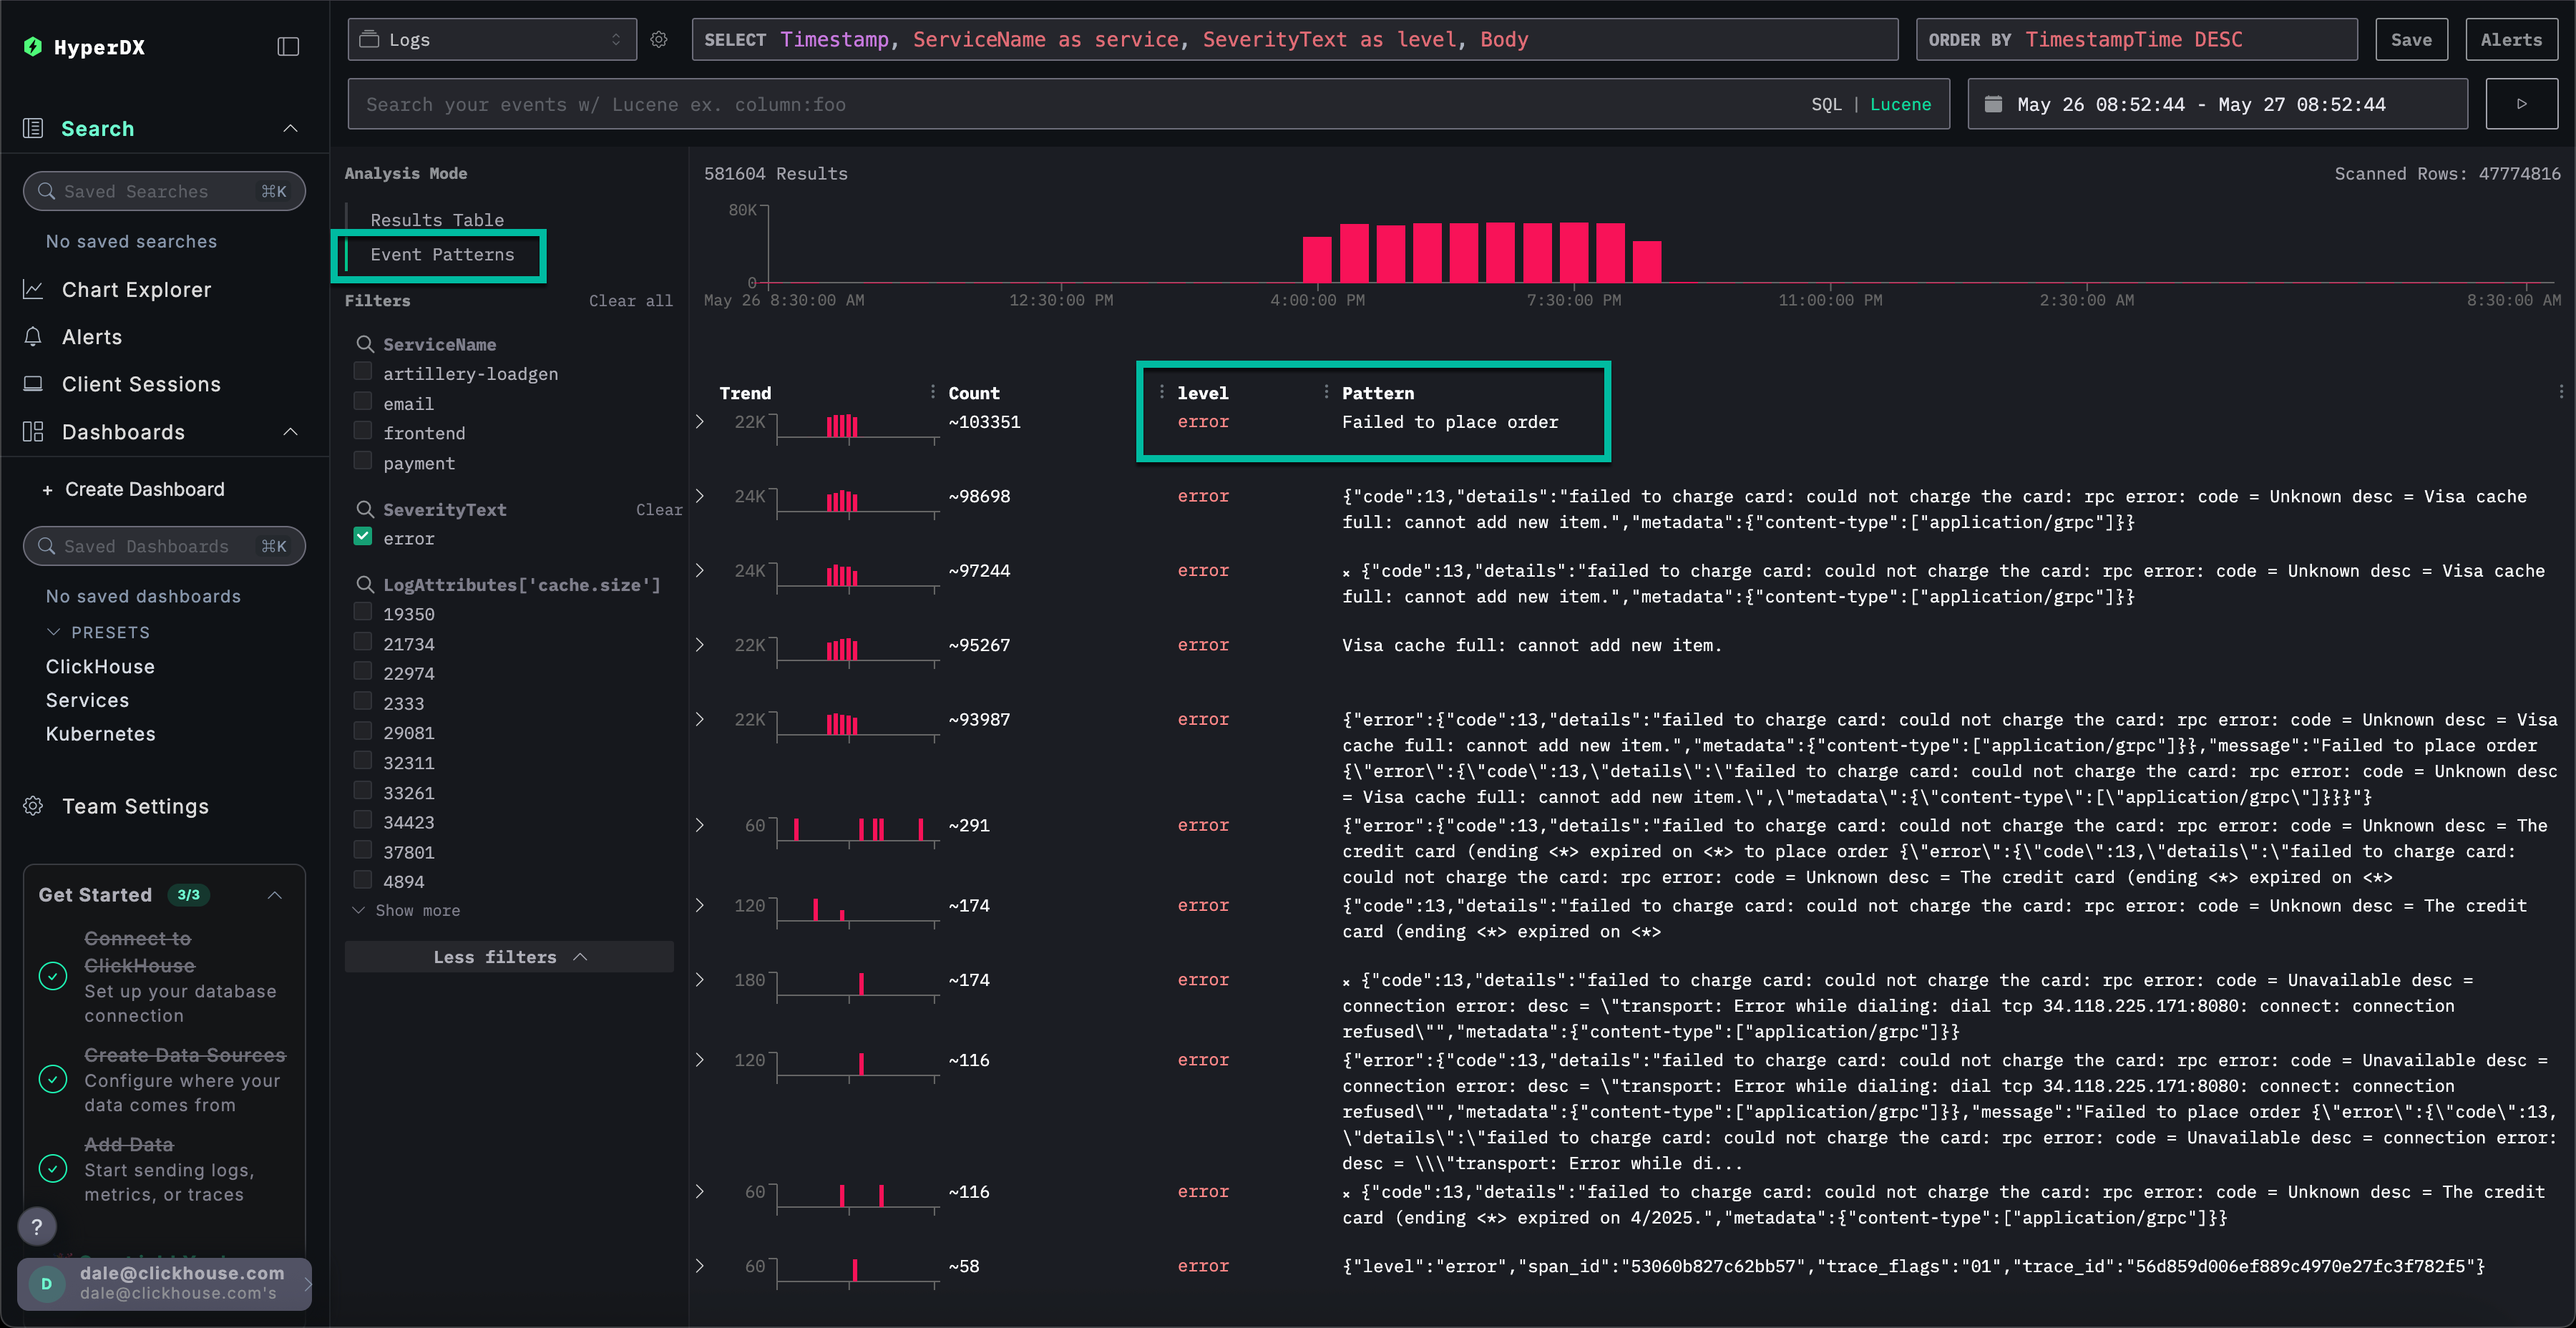 HyperDX
Logs
SELECT Timestamp, ServiceName as service, SeverityText as level, Body
ORDER BY TimestampTime DESC
Save
Alerts
Search your events w/ Lucene ex. column:foo
SQL | Lucene
May 26 08:52:44 - May 27 08:52:44
Search
Saved Searches ⌘K
No saved searches
Chart Explorer
Alerts
Client Sessions
Dashboards
+ Create Dashboard
Saved Dashboards ⌘K
No saved dashboards
PRESETS
ClickHouse
Services
Kubernetes
Team Settings
Get Started 3/3
Connect to
ClickHouse
Set up your database
connection
Create Data Sources
Configure where your
data comes from
Add Data
Start sending logs,
metrics, or traces
?
D
dale@clickhouse.com
dale@clickhouse.com's
Analysis Mode
Results Table
Event Patterns
Filters Clear all
ServiceName
artillery-loadgen
email
frontend
payment
SeverityText Clear
error
LogAttributes['cache.size']
19350
21734
22974
2333
29081
32311
33261
34423
37801
4894
Show more
Less filters
581604 Results
Scanned Rows: 47774816
80K
0
May 26 8:30:00 AM 12:30:00 PM 4:00:00 PM 7:30:00 PM 11:00:00 PM 2:30:00 AM 8:30:00 AM
Trend Count level Pattern
22K ~103351 error Failed to place order
24K ~98698 error {"code":13,"details":"failed to charge card: could not charge the card: rpc error: code = Unknown desc = Visa cache
full: cannot add new item.","metadata":{"content-type":["application/grpc"]}}
24K ~97244 error × {"code":13,"details":"failed to charge card: could not charge the card: rpc error: code = Unknown desc = Visa cache
full: cannot add new item.","metadata":{"content-type":["application/grpc"]}}
22K ~95267 error Visa cache full: cannot add new item.
22K ~93987 error {"error":{"code":13,"details":"failed to charge card: could not charge the card: rpc error: code = Unknown desc = Visa
cache full: cannot add new item.","metadata":{"content-type":["application/grpc"]}},"message":"Failed to place order
{\"error\":{\"code\":13,\"details\":\"failed to charge card: could not charge the card: rpc error: code = Unknown desc
= Visa cache full: cannot add new item.\",\"metadata\":{\"content-type\":[\"application/grpc\"]}}}"}
60 ~291 error {"error":{"code":13,"details":"failed to charge card: could not charge the card: rpc error: code = Unknown desc = The
credit card (ending <*> expired on <*> to place order {\"error\":{\"code\":13,\"details\":\"failed to charge card:
could not charge the card: rpc error: code = Unknown desc = The credit card (ending <*> expired on <*>
120 ~174 error {"code":13,"details":"failed to charge card: could not charge the card: rpc error: code = Unknown desc = The credit
card (ending <*> expired on <*>
180 ~174 error × {"code":13,"details":"failed to charge card: could not charge the card: rpc error: code = Unavailable desc =
connection error: desc = \"transport: Error while dialing: dial tcp 34.118.225.171:8080: connect: connection
refused\"","metadata":{"content-type":["application/grpc"]}}
120 ~116 error {"error":{"code":13,"details":"failed to charge card: could not charge the card: rpc error: code = Unavailable desc =
connection error: desc = \"transport: Error while dialing: dial tcp 34.118.225.171:8080: connect: connection
refused\"","metadata":{"content-type":["application/grpc"]}},"message":"Failed to place order {\"error\":{\"code\":13,
\"details\":\"failed to charge card: could not charge the card: rpc error: code = Unavailable desc = connection error:
desc = \\\"transport: Error while di...
60 ~116 error × {"code":13,"details":"failed to charge card: could not charge the card: rpc error: code = Unknown desc = The credit
card (ending <*> expired on 4/2025.","metadata":{"content-type":["application/grpc"]}}
60 ~58 error {"level":"error","span_id":"53060b827c62bb57","trace_flags":"01","trace_id":"56d859d006ef889c4970e27fc3f782f5"}